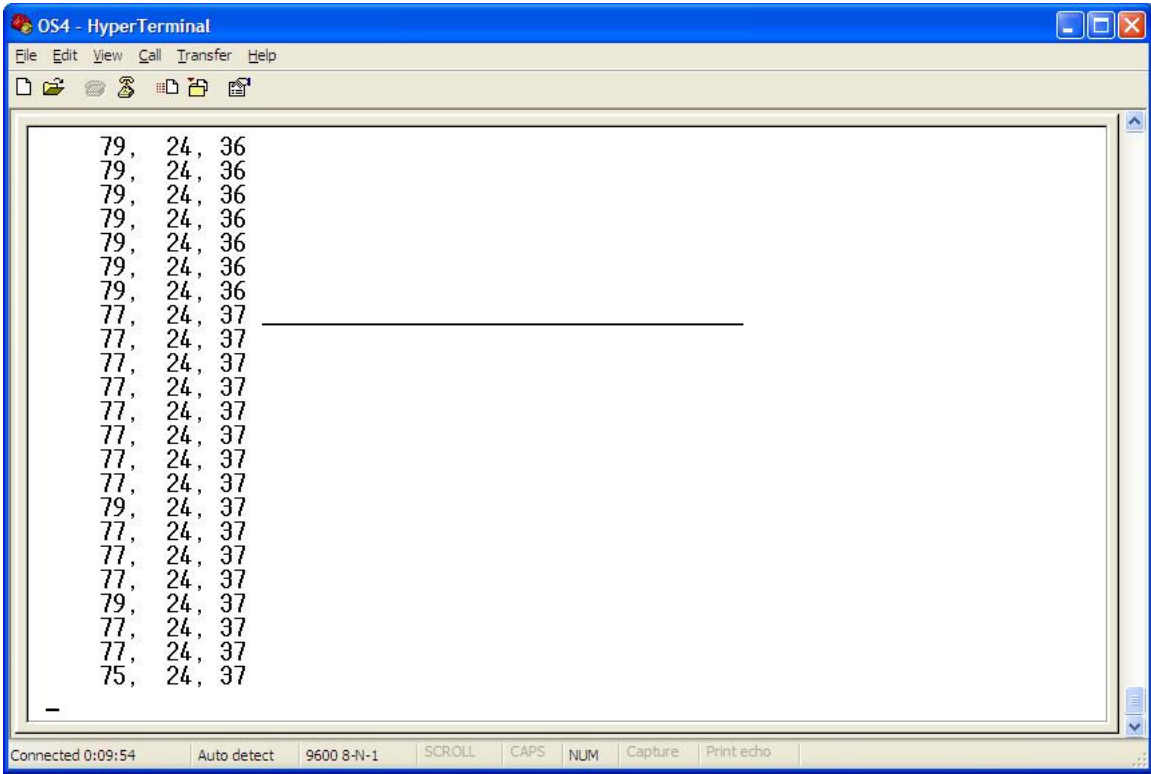 OS4 - HyperTerminal
File Edit View Call Transfer Help
79, 24, 36
79, 24, 36
79, 24, 36
79, 24, 36
79, 24, 36
79, 24, 36
79, 24, 36
77, 24, 37
77, 24, 37
77, 24, 37
77, 24, 37
77, 24, 37
77, 24, 37
77, 24, 37
77, 24, 37
79, 24, 37
77, 24, 37
77, 24, 37
77, 24, 37
79, 24, 37
77, 24, 37
77, 24, 37
75, 24, 37
Connected 0:09:54 Auto detect 9600 8-N-1 SCROLL CAPS NUM Capture Print echo